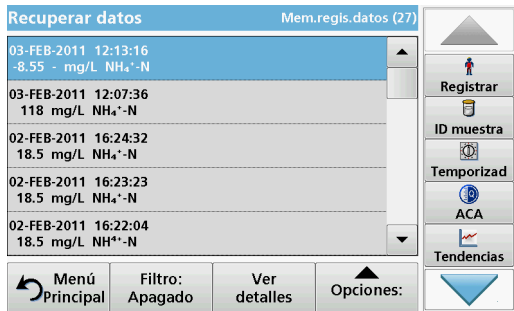 Recuperar datos
Mem.regis.datos (27)
03-FEB-2011 12:13:16
-8.55 - mg/L NH₄⁺-N
03-FEB-2011 12:07:36
118 mg/L NH₄⁺-N
02-FEB-2011 16:24:32
18.5 mg/L NH₄⁺-N
02-FEB-2011 16:23:23
18.5 mg/L NH₄⁺-N
02-FEB-2011 16:22:04
18.5 mg/L NH⁴⁺-N
Registrar
ID muestra
Temporizad
ACA
Tendencias
Menú
Principal
Filtro:
Apagado
Ver
detalles
Opciones: